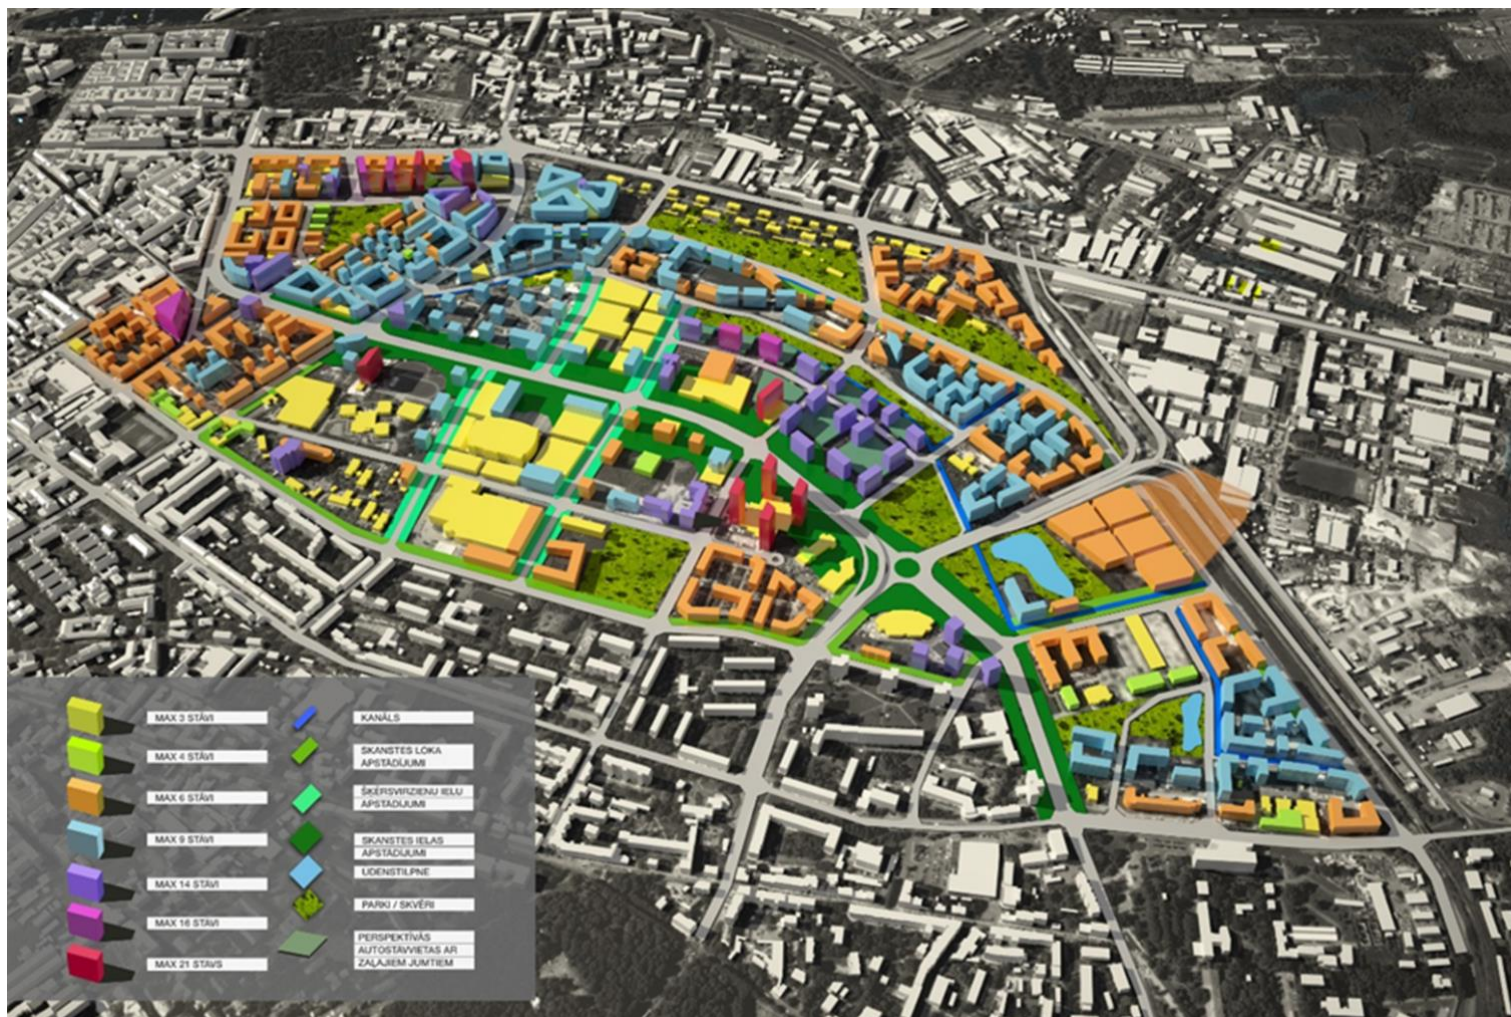 MAX 3 STĀVI
MAX 4 STĀVI
MAX 6 STĀVI
MAX 9 STĀVI
MAX 14 STĀVI
MAX 16 STĀVI
MAX 21 STĀVS
KANĀLS
SKANSTES LOKA
APSTĀDĪJUMI
ŠĶĒRSVIRZIENU IELU
APSTĀDĪJUMI
SKANSTES IELAS
APSTĀDĪJUMI
ŪDENSTILPNE
PARKI / SKVĒRI
PERSPEKTĪVĀS
AUTOSTĀVVIETAS AR
ZAĻAJIEM JUMTIEM